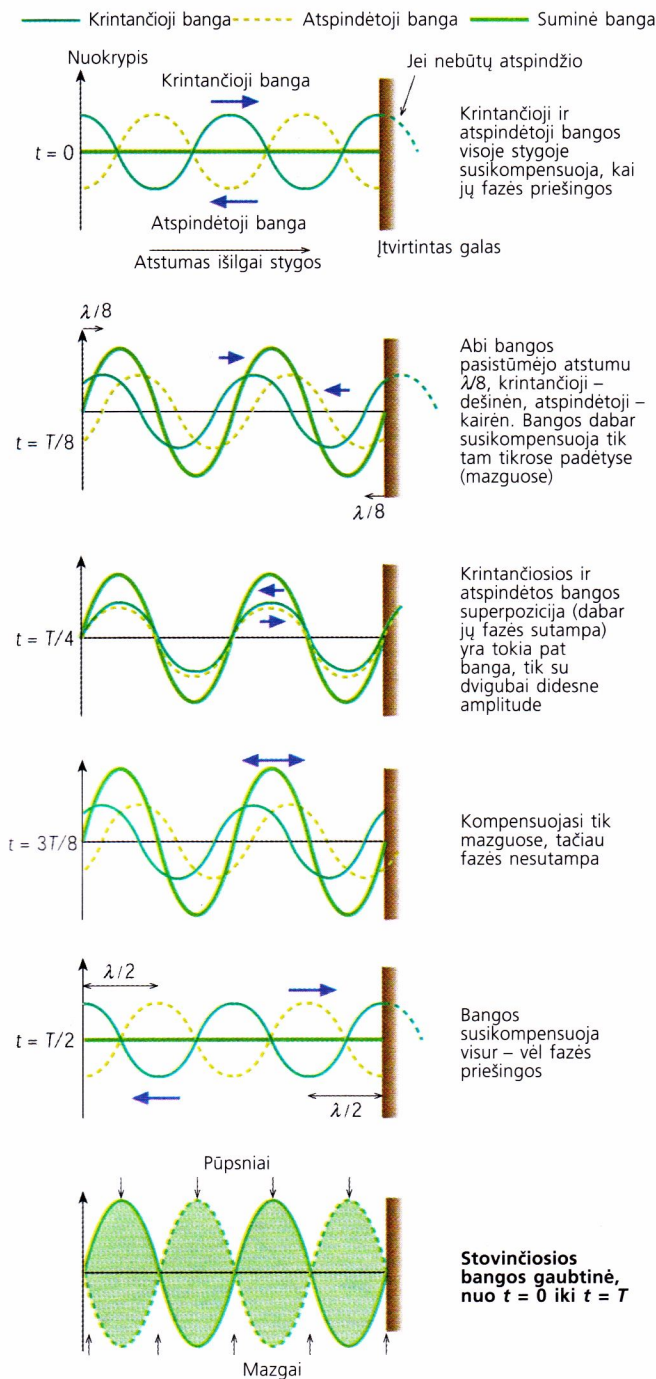 Krintančioji banga
Atspindėtoji banga
Suminė banga
Nuokrypis
Jei nebūtų atspindžio
Krintančioji banga
t = 0
Atspindėtoji banga
Atstumas išilgai stygos
Įtvirtintas galas
Krintančioji ir
atspindėtoji bangos
visoje stygoje
susikompensuoja, kai
jų fazės priešingos
λ/8
t = T/8
λ/8
Abi bangos
pasistūmėjo atstumu
λ/8, krintančioji –
dešinėn, atspindėtoji –
kairėn. Bangos dabar
susikompensuoja tik
tam tikrose padėtyse
(mazguose)
t = T/4
Krintančiosios ir
atspindėtos bangos
superpozicija (dabar
jų fazės sutampa)
yra tokia pat
banga, tik su
dvigubai didesne
amplitude
t = 3T/8
Kompensuojasi tik
mazguose, tačiau
fazės nesutampa
λ/2
t = T/2
λ/2
Bangos
susikompensuoja
visur – vėl fazės
priešingos
Pūpsniai
Mazgai
Stovinčiosios
bangos gaubtinė,
nuo t = 0 iki t = T